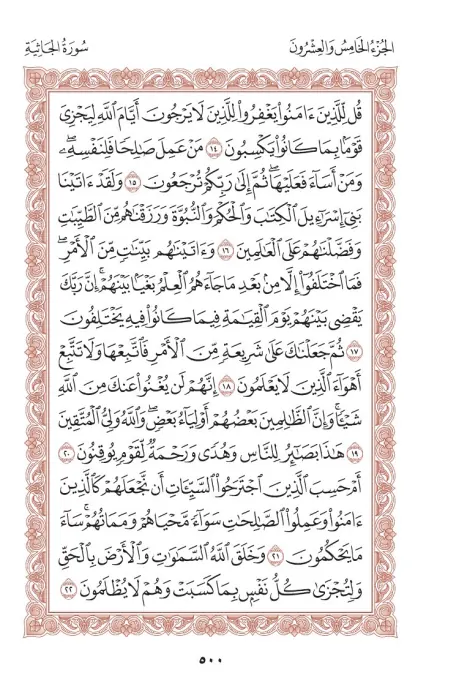 الجزء الخامس والعشرون
سورة الجاثية
قُل لِّلَّذِينَ ءَامَنُوا۟ يَغْفِرُوا۟ لِلَّذِينَ لَا يَرْجُونَ أَيَّامَ ٱللَّهِ لِيَجْزِىَ
قَوْمًۢا بِمَا كَانُوا۟ يَكْسِبُونَ ١٤ مَنْ عَمِلَ صَـٰلِحًا فَلِنَفْسِهِۦ ۖ
وَمَنْ أَسَآءَ فَعَلَيْهَا ۖ ثُمَّ إِلَىٰ رَبِّكُمْ تُرْجَعُونَ ١٥ وَلَقَدْ ءَاتَيْنَا
بَنِىٓ إِسْرَٰٓءِيلَ ٱلْكِتَـٰبَ وَٱلْحُكْمَ وَٱلنُّبُوَّةَ وَرَزَقْنَـٰهُم مِّنَ ٱلطَّيِّبَـٰتِ
وَفَضَّلْنَـٰهُمْ عَلَى ٱلْعَـٰلَمِينَ ١٦ وَءَاتَيْنَـٰهُم بَيِّنَـٰتٍ مِّنَ ٱلْأَمْرِ ۖ
فَمَا ٱخْتَلَفُوٓا۟ إِلَّا مِنۢ بَعْدِ مَا جَآءَهُمُ ٱلْعِلْمُ بَغْيًۢا بَيْنَهُمْ ۚ إِنَّ رَبَّكَ
يَقْضِى بَيْنَهُمْ يَوْمَ ٱلْقِيَـٰمَةِ فِيمَا كَانُوا۟ فِيهِ يَخْتَلِفُونَ
١٧ ثُمَّ جَعَلْنَـٰكَ عَلَىٰ شَرِيعَةٍ مِّنَ ٱلْأَمْرِ فَٱتَّبِعْهَا وَلَا تَتَّبِعْ
أَهْوَآءَ ٱلَّذِينَ لَا يَعْلَمُونَ ١٨ إِنَّهُمْ لَن يُغْنُوا۟ عَنكَ مِنَ ٱللَّهِ
شَيْـًٔا ۚ وَإِنَّ ٱلظَّـٰلِمِينَ بَعْضُهُمْ أَوْلِيَآءُ بَعْضٍ ۖ وَٱللَّهُ وَلِىُّ ٱلْمُتَّقِينَ
١٩ هَـٰذَا بَصَـٰٓئِرُ لِلنَّاسِ وَهُدًى وَرَحْمَةٌ لِّقَوْمٍ يُوقِنُونَ ٢٠
أَمْ حَسِبَ ٱلَّذِينَ ٱجْتَرَحُوا۟ ٱلسَّيِّـَٔاتِ أَن نَّجْعَلَهُمْ كَٱلَّذِينَ
ءَامَنُوا۟ وَعَمِلُوا۟ ٱلصَّـٰلِحَـٰتِ سَوَآءً مَّحْيَاهُمْ وَمَمَاتُهُمْ ۚ سَآءَ
مَا يَحْكُمُونَ ٢١ وَخَلَقَ ٱللَّهُ ٱلسَّمَـٰوَٰتِ وَٱلْأَرْضَ بِٱلْحَقِّ
وَلِتُجْزَىٰ كُلُّ نَفْسٍۭ بِمَا كَسَبَتْ وَهُمْ لَا يُظْلَمُونَ ٢٢
٥٠٠